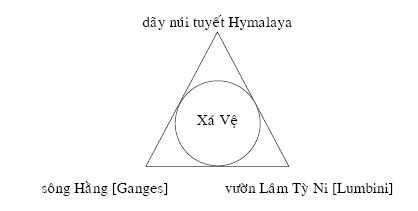 dãy núi tuyết Hymalaya
Xá Vệ
sông Hằng [Ganges] vườn Lâm Tỳ Ni [Lumbini]